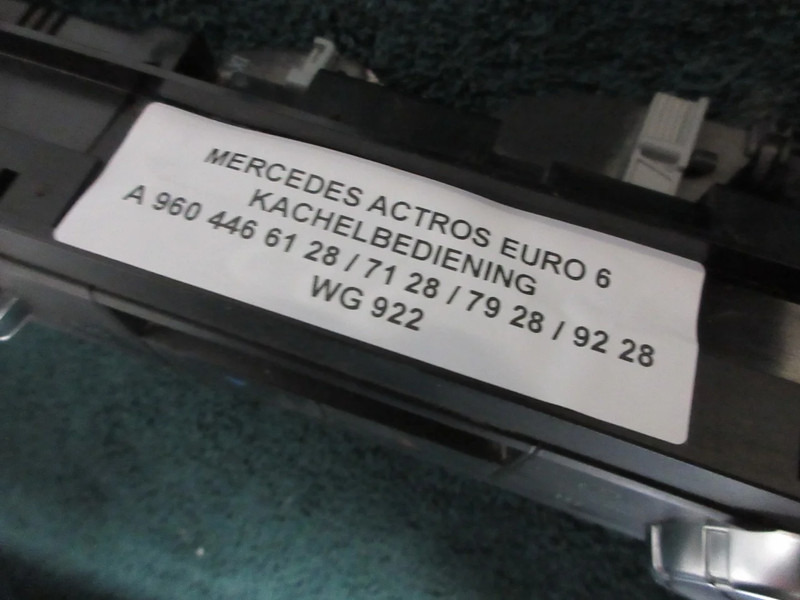 MERCEDES ACTROS EURO 6
KACHELBEDIENING
A 960 446 61 28 / 71 28 / 79 28 / 92 28
WG 922